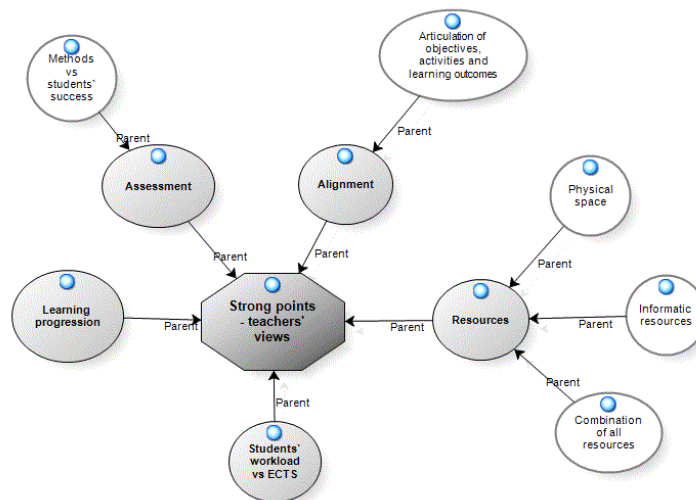 Methods
vs
students`
success
Articulation of
objectives,
activities and
learning outcomes
Parent
Parent
Assessment
Alignment
Physical
space
Parent
Parent
Parent
Learning
progression
Parent
Strong points
- teachers'
views
Parent
Resources
Parent
Informatic
resources
Parent
Parent
Students'
workload
vs ECTS
Combination
of all
resources